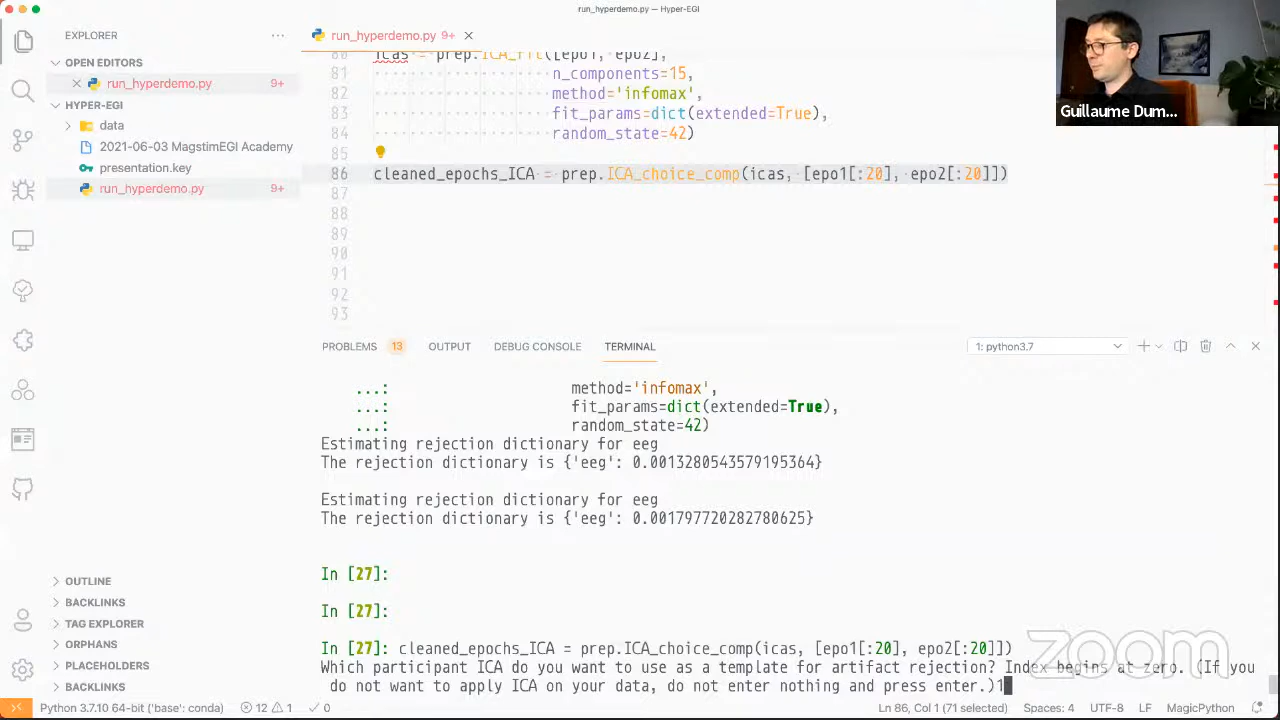 run_hyperdemo.py — Hyper-EGI
EXPLORER
run_hyperdemo.py 9+
OPEN EDITORS
run_hyperdemo.py 9+
HYPER-EGI
data
2021-06-03 MagstimEGI Academy
presentation.key
run_hyperdemo.py 9+
OUTLINE
BACKLINKS
TAG EXPLORER
ORPHANS
PLACEHOLDERS
BACKLINKS
80 icas = prep.ICA_fit([epo1, epo2],
81 n_components=15,
82 method='infomax',
83 fit_params=dict(extended=True),
84 random_state=42)
85
86 cleaned_epochs_ICA = prep.ICA_choice_comp(icas, [epo1[:20], epo2[:20]])
87
88
89
90
91
92
93
Guillaume Dum...
PROBLEMS 13 OUTPUT DEBUG CONSOLE TERMINAL 1: python3.7
...: method='infomax',
...: fit_params=dict(extended=True),
...: random_state=42)
Estimating rejection dictionary for eeg
The rejection dictionary is {'eeg': 0.0013280543579195364}
Estimating rejection dictionary for eeg
The rejection dictionary is {'eeg': 0.001797720282780625}
In [27]:
In [27]:
In [27]: cleaned_epochs_ICA = prep.ICA_choice_comp(icas, [epo1[:20], epo2[:20]])
Which participant ICA do you want to use as a template for artifact rejection? Index begins at zero. (If you
do not want to apply ICA on your data, do not enter nothing and press enter.)1
zoom
Python 3.7.10 64-bit ('base': conda) 12 1 0 Ln 86, Col 1 (71 selected) Spaces: 4 UTF-8 LF MagicPython